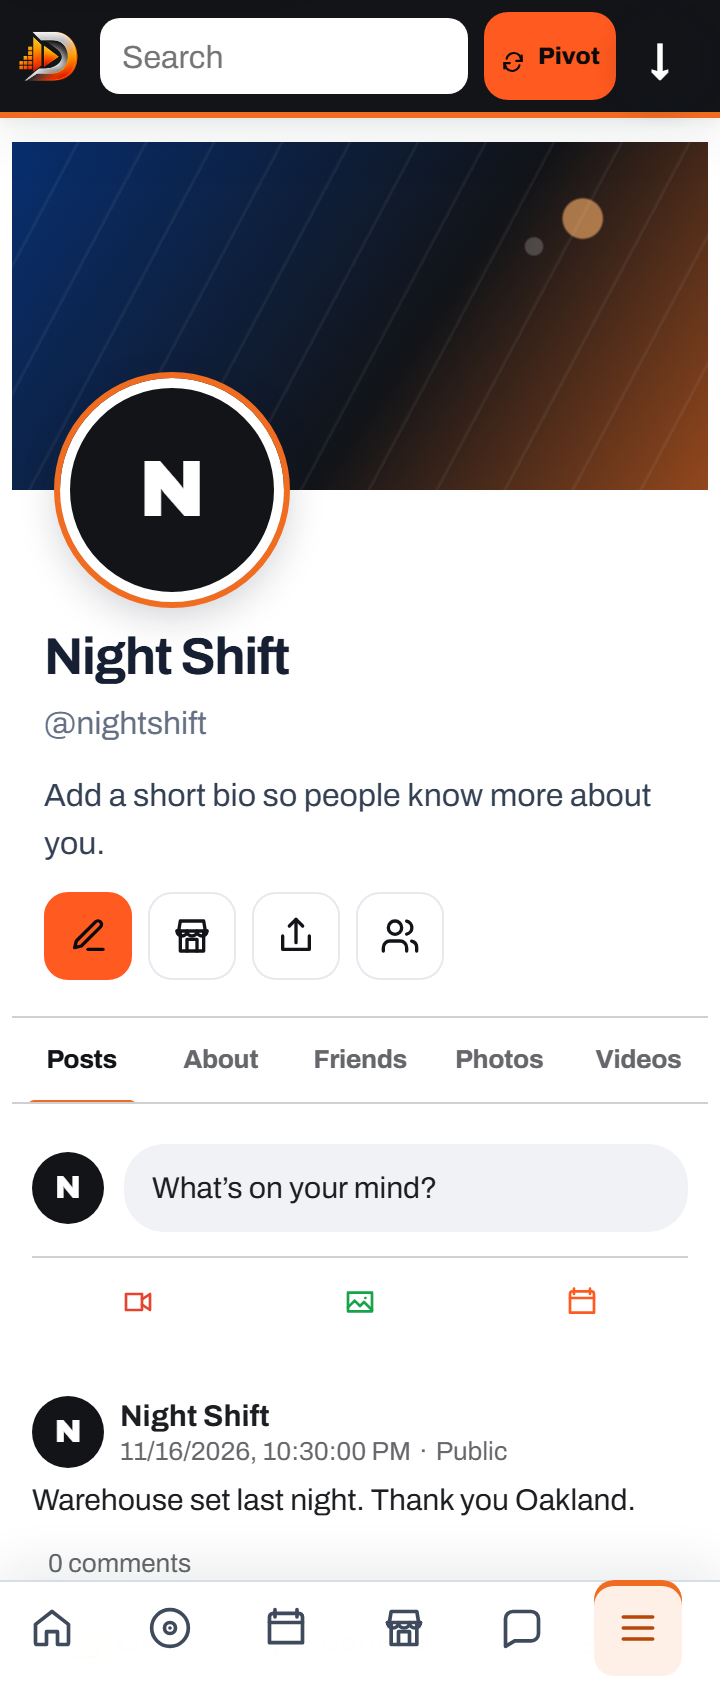 Search
Pivot
N
Night Shift
@nightshift
Add a short bio so people know more about
you.
Posts
About
Friends
Photos
Videos
N
What’s on your mind?
N
Night Shift
11/16/2026, 10:30:00 PM · Public
Warehouse set last night. Thank you Oakland.
0 comments